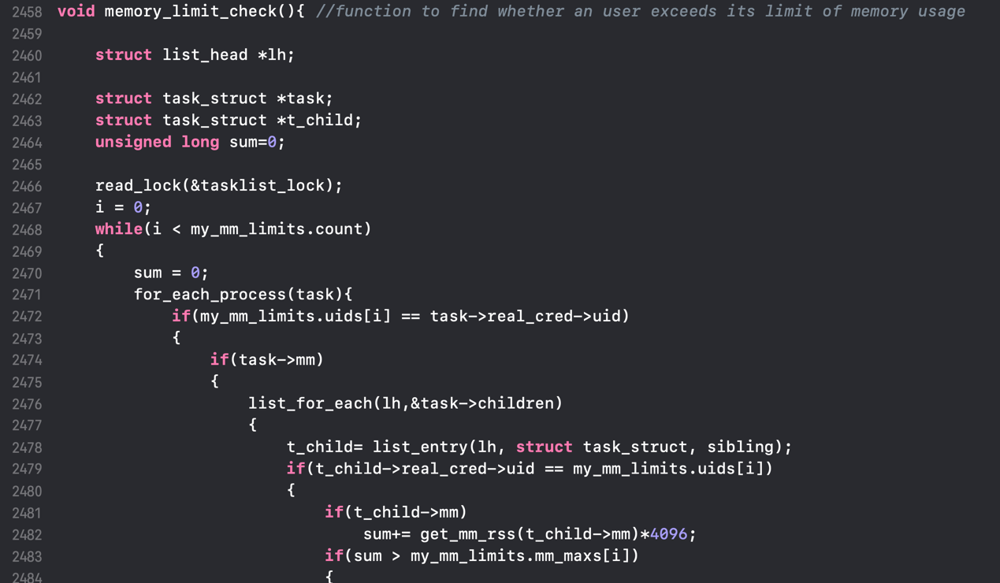 2458 void memory_limit_check(){ //function to find whether an user exceeds its limit of memory usage
2459
2460     struct list_head *lh;
2461
2462     struct task_struct *task;
2463     struct task_struct *t_child;
2464     unsigned long sum=0;
2465
2466     read_lock(&tasklist_lock);
2467     i = 0;
2468     while(i < my_mm_limits.count)
2469     {
2470         sum = 0;
2471         for_each_process(task){
2472             if(my_mm_limits.uids[i] == task->real_cred->uid)
2473             {
2474                 if(task->mm)
2475                 {
2476                     list_for_each(lh,&task->children)
2477                     {
2478                         t_child= list_entry(lh, struct task_struct, sibling);
2479                         if(t_child->real_cred->uid == my_mm_limits.uids[i])
2480                         {
2481                             if(t_child->mm)
2482                                 sum+= get_mm_rss(t_child->mm)*4096;
2483                             if(sum > my_mm_limits.mm_maxs[i])
2484                             {